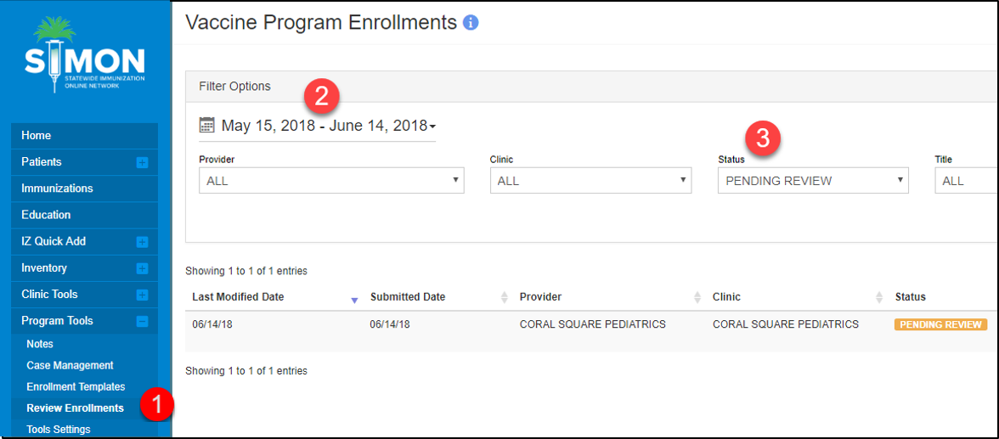 SIMON
STATEWIDE IMMUNIZATION
ONLINE NETWORK
Home
Patients
Immunizations
Education
IZ Quick Add
Inventory
Clinic Tools
Program Tools
Notes
Case Management
Enrollment Templates
Review Enrollments
1
Tools Settings
Vaccine Program Enrollments
Filter Options
2
May 15, 2018 - June 14, 2018
3
Provider Clinic Status Title
ALL ALL PENDING REVIEW ALL
Showing 1 to 1 of 1 entries
Last Modified Date Submitted Date Provider Clinic Status
06/14/18 06/14/18 CORAL SQUARE PEDIATRICS CORAL SQUARE PEDIATRICS PENDING REVIEW
Showing 1 to 1 of 1 entries